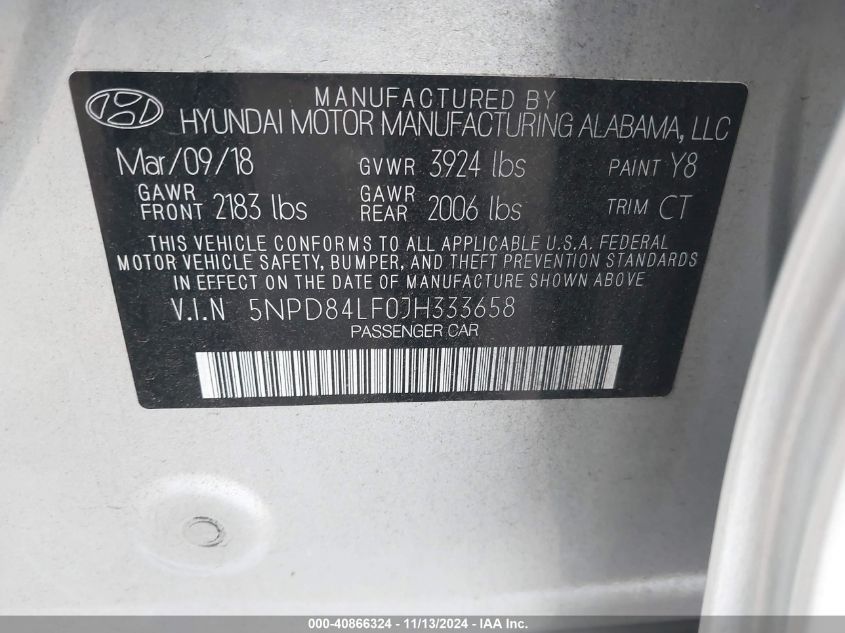 MANUFACTURED BY
HYUNDAI MOTOR MANUFACTURING ALABAMA, LLC
Mar/09/18 GVWR 3924 lbs PAINT Y8
GAWR FRONT 2183 lbs GAWR REAR 2006 lbs TRIM CT
THIS VEHICLE CONFORMS TO ALL APPLICABLE U.S.A. FEDERAL
MOTOR VEHICLE SAFETY, BUMPER, AND THEFT PREVENTION STANDARDS
IN EFFECT ON THE DATE OF MANUFACTURE SHOWN ABOVE
V.I.N 5NPD84LF0JH333658
PASSENGER CAR
000-40866324 - 11/13/2024 - IAA Inc.